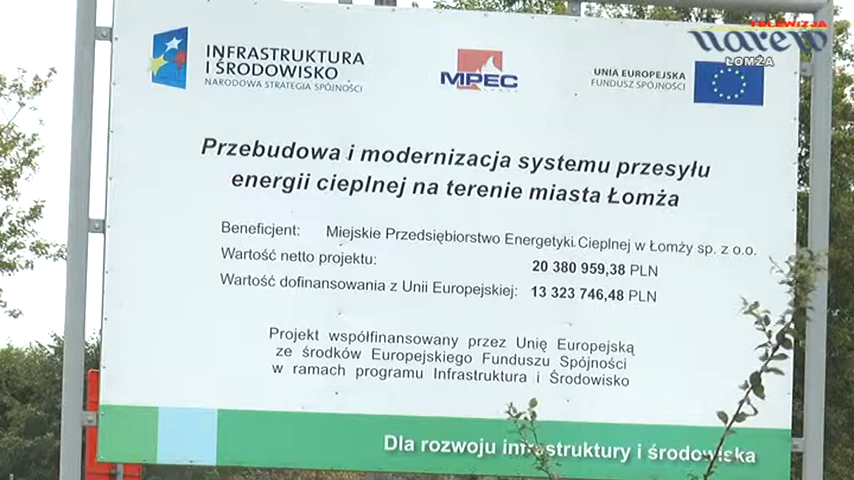 TELEWIZJA
Narew
ŁOMŻA
INFRASTRUKTURA
I ŚRODOWISKO
NARODOWA STRATEGIA SPÓJNOŚCI
MPEC
UNIA EUROPEJSKA
FUNDUSZ SPÓJNOŚCI
Przebudowa i modernizacja systemu przesyłu
energii cieplnej na terenie miasta Łomża
Beneficjent: Miejskie Przedsiębiorstwo Energetyki Cieplnej w Łomży sp. z o.o.
Wartość netto projektu: 20 380 959,38 PLN
Wartość dofinansowania z Unii Europejskiej: 13 323 746,48 PLN
Projekt współfinansowany przez Unię Europejską
ze środków Europejskiego Funduszu Spójności
w ramach programu Infrastruktura i Środowisko
Dla rozwoju infrastruktury i środowiska